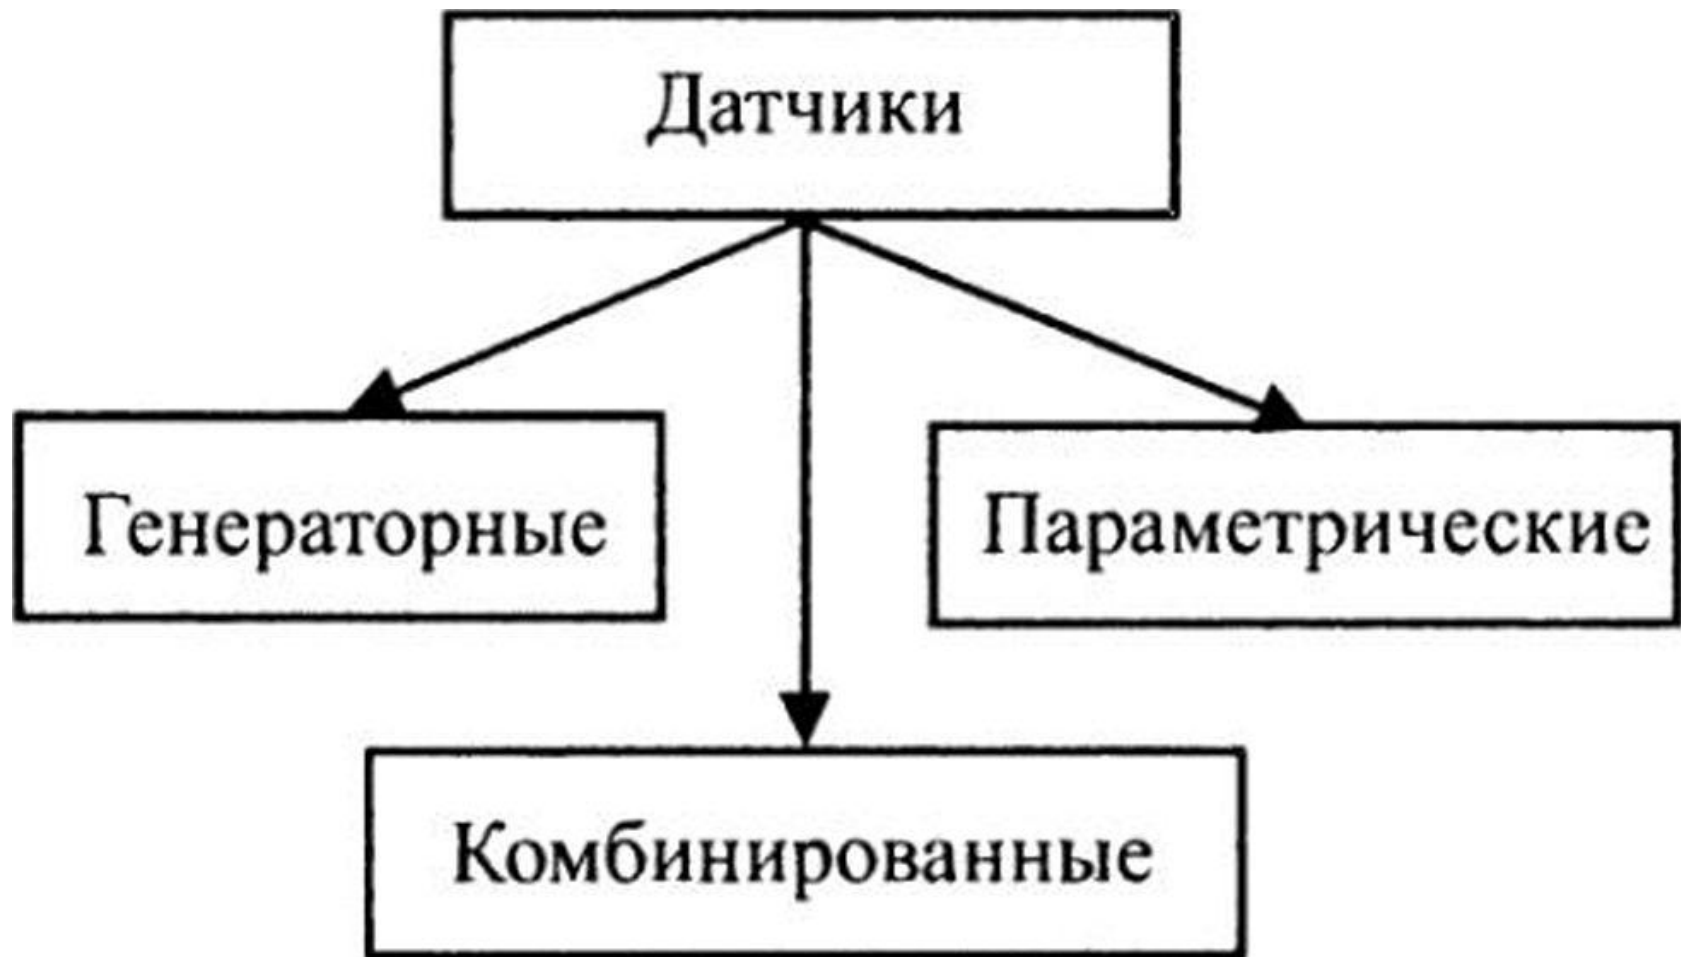 Датчики
Генераторные
Параметрические
Комбинированные